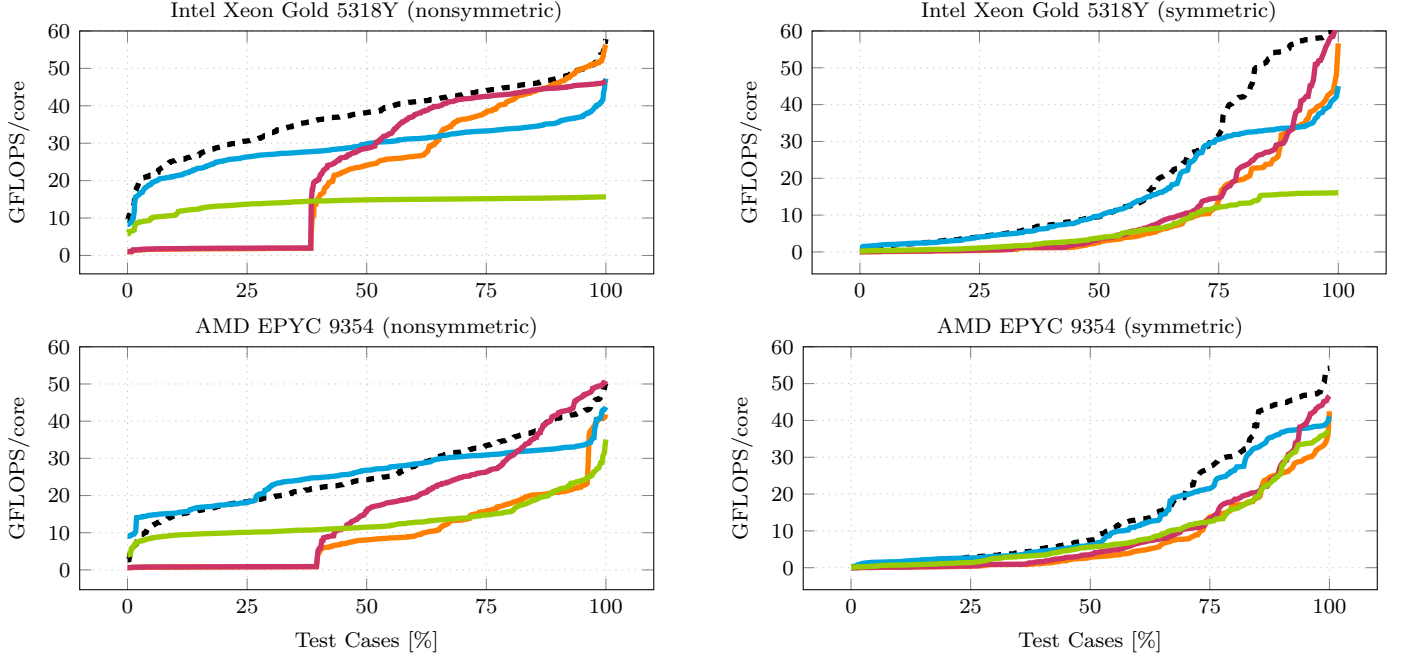 Intel Xeon Gold 5318Y (nonsymmetric)
60
50
40
30
20
10
0
GFLOPS/core
0 25 50 75 100
Intel Xeon Gold 5318Y (symmetric)
60
50
40
30
20
10
0
GFLOPS/core
0 25 50 75 100
AMD EPYC 9354 (nonsymmetric)
60
50
40
30
20
10
0
GFLOPS/core
0 25 50 75 100
Test Cases [%]
AMD EPYC 9354 (symmetric)
60
50
40
30
20
10
0
GFLOPS/core
0 25 50 75 100
Test Cases [%]